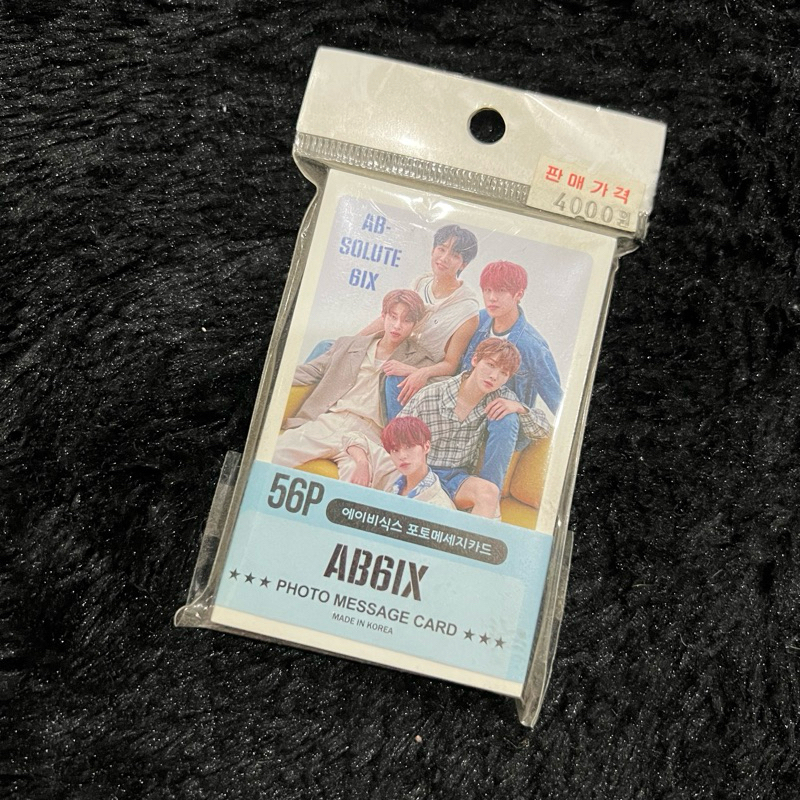 판매가격
4000원
AB-
SOLUTE
6IX
56P
에이비식스 포토메세지카드
AB6IX
★★★ PHOTO MESSAGE CARD ★★★
MADE IN KOREA